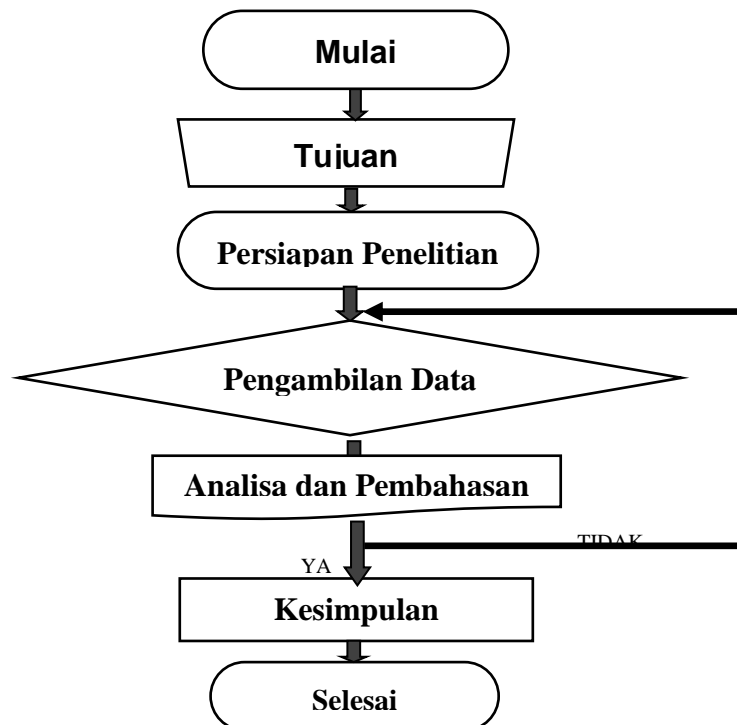 Mulai
Tujuan
Persiapan Penelitian
Pengambilan Data
Analisa dan Pembahasan
TIDAK
YA
Kesimpulan
Selesai